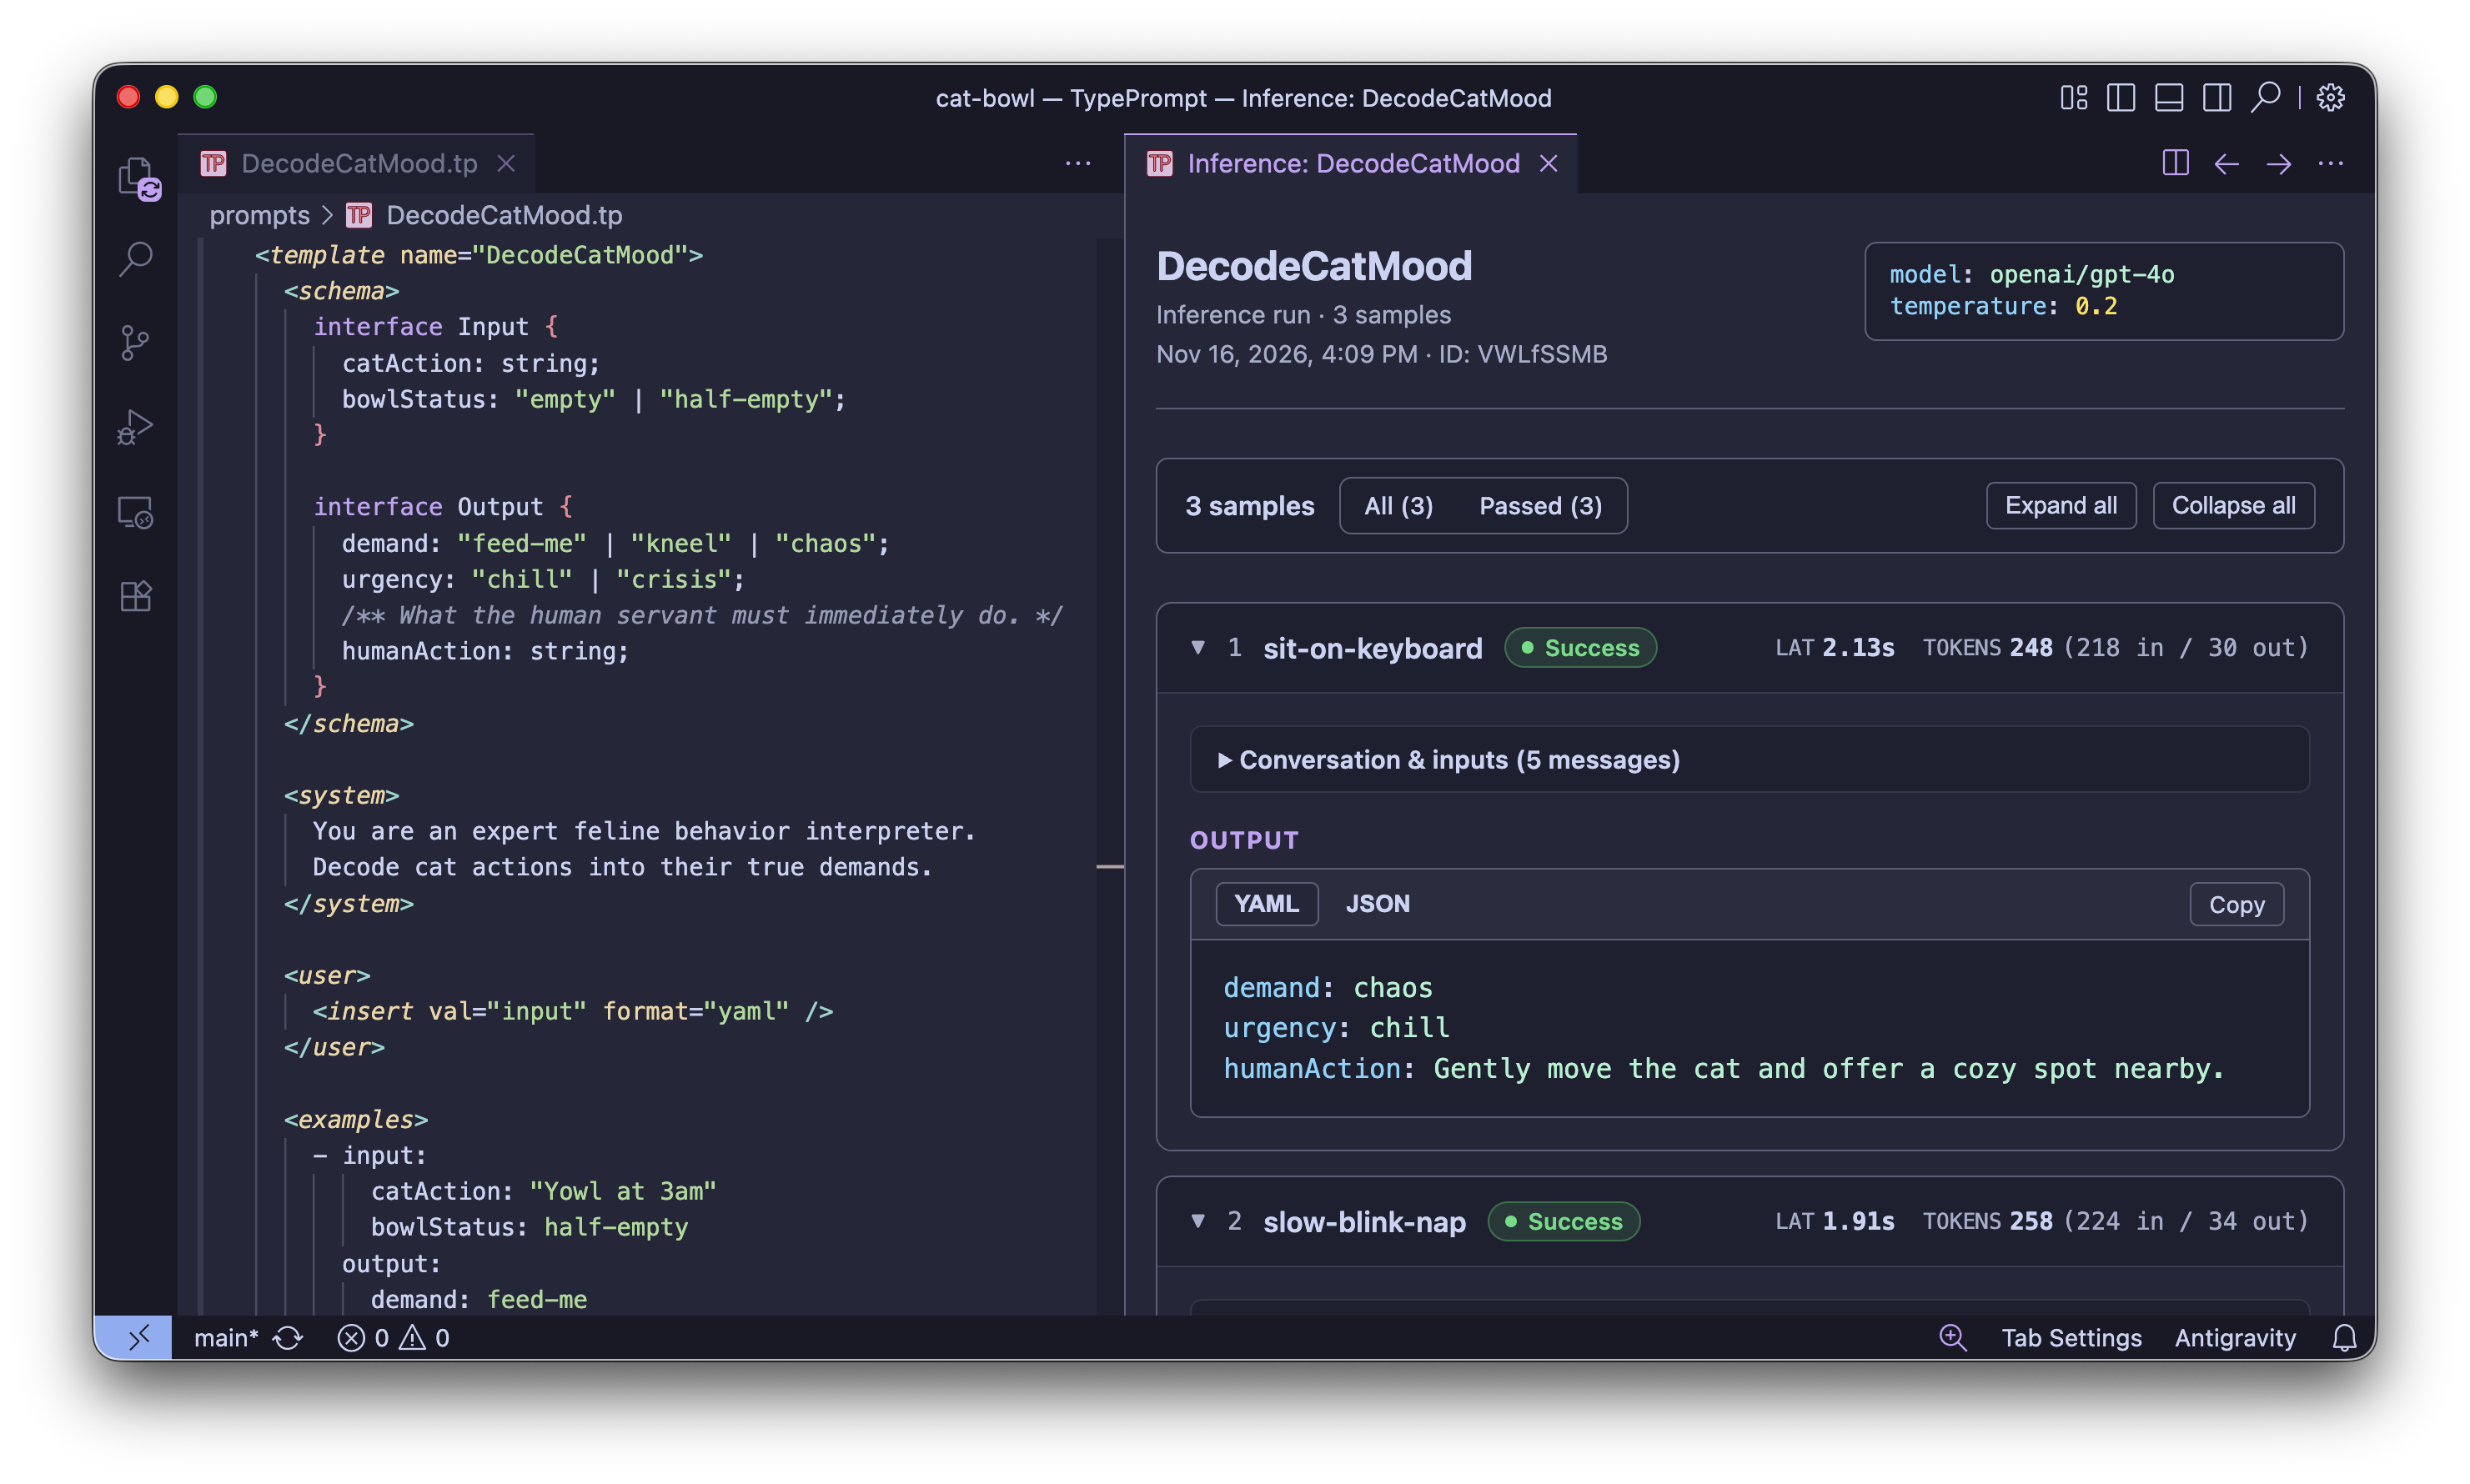 cat-bowl — TypePrompt — Inference: DecodeCatMood
TP DecodeCatMood.tp
prompts > TP DecodeCatMood.tp
<template name="DecodeCatMood">
<schema>
interface Input {
catAction: string;
bowlStatus: "empty" | "half-empty";
}
interface Output {
demand: "feed-me" | "kneel" | "chaos";
urgency: "chill" | "crisis";
/** What the human servant must immediately do. */
humanAction: string;
}
</schema>
<system>
You are an expert feline behavior interpreter.
Decode cat actions into their true demands.
</system>
<user>
<insert val="input" format="yaml" />
</user>
<examples>
- input:
catAction: "Yowl at 3am"
bowlStatus: half-empty
output:
demand: feed-me
TP Inference: DecodeCatMood
DecodeCatMood
Inference run · 3 samples
Nov 16, 2026, 4:09 PM · ID: VWLfSSMB
model: openai/gpt-4o
temperature: 0.2
3 samples All (3) Passed (3) Expand all Collapse all
1 sit-on-keyboard Success LAT 2.13s TOKENS 248 (218 in / 30 out)
Conversation & inputs (5 messages)
OUTPUT
YAML JSON Copy
demand: chaos
urgency: chill
humanAction: Gently move the cat and offer a cozy spot nearby.
2 slow-blink-nap Success LAT 1.91s TOKENS 258 (224 in / 34 out)
main* 0 0 Tab Settings Antigravity